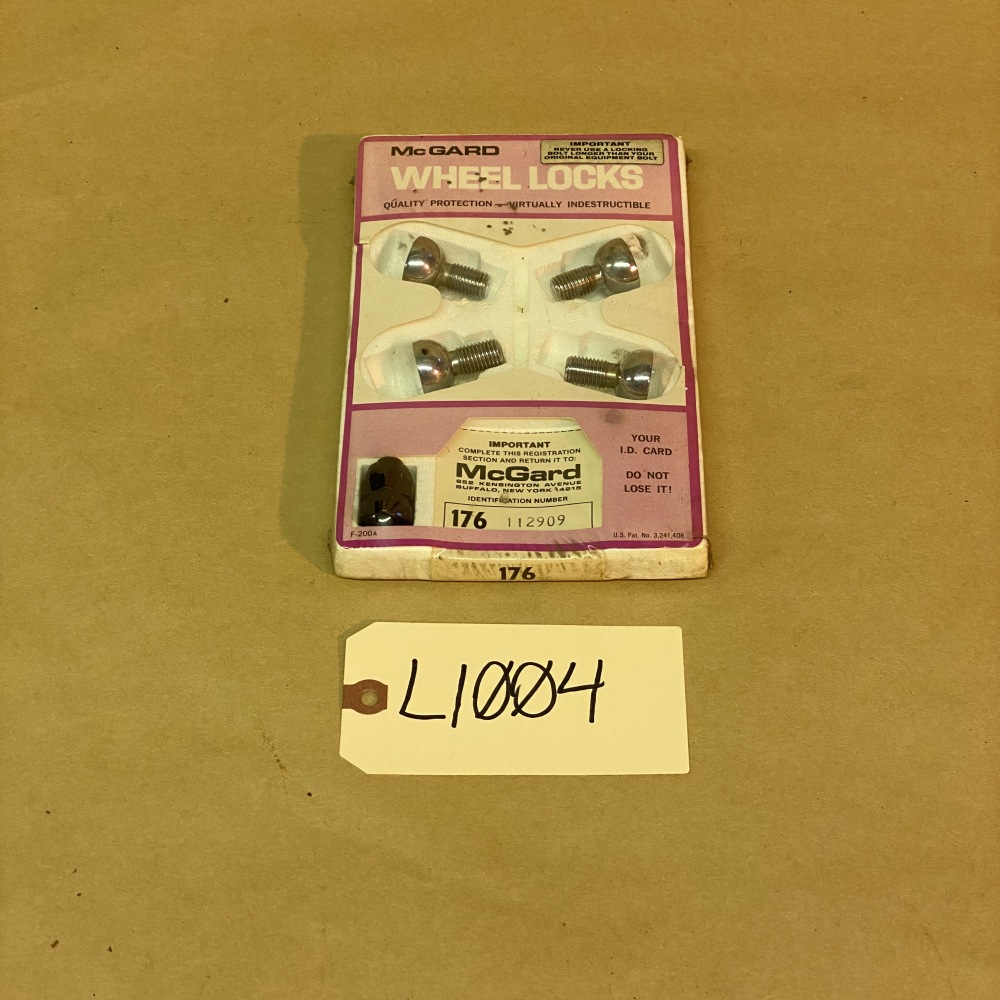 McGARD
IMPORTANT
NEVER USE A LOCKING
BOLT LONGER THAN YOUR
ORIGINAL EQUIPMENT BOLT
WHEEL LOCKS
QUALITY PROTECTION — VIRTUALLY INDESTRUCTIBLE
IMPORTANT
COMPLETE THIS REGISTRATION
SECTION AND RETURN IT TO:
McGard
852 KENSINGTON AVENUE
BUFFALO, NEW YORK 14215
IDENTIFICATION NUMBER
176 112909
YOUR
I.D. CARD
DO NOT
LOSE IT!
F-200A
U.S. Pat. No. 3,241,408
176
L1004